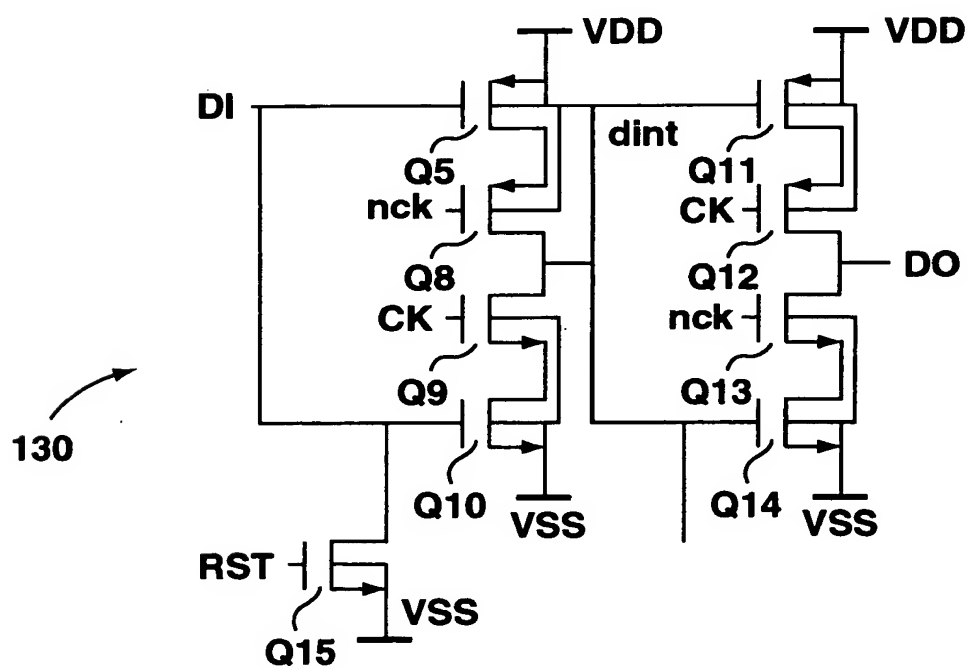 VDD
VDD
DI
dint
Q5
Q11
nck
CK
Q8
Q12
DO
CK
nck
Q9
Q13
130
Q10
Q14
VSS
VSS
RST
VSS
Q15